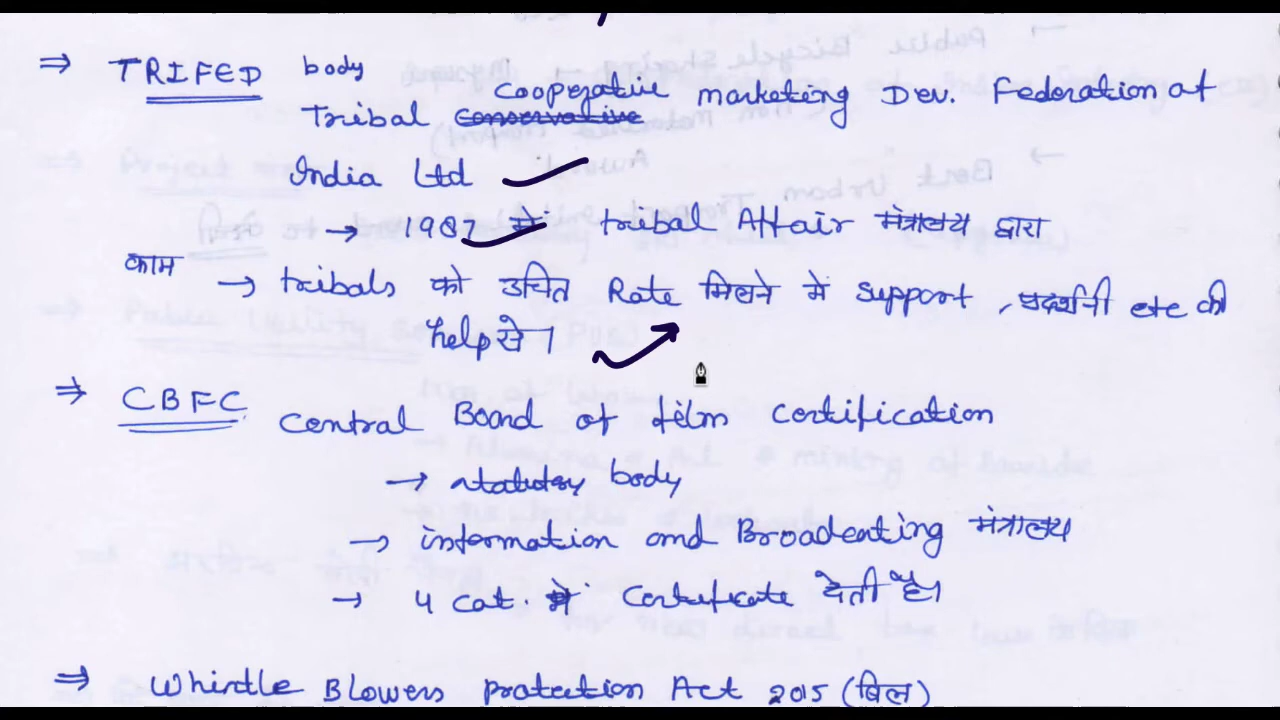 ⇒ TRIFED body
Cooperative
Tribal Conservative marketing Dev. Federation of
India Ltd
→ 1987 में tribal Affair मंत्रालय द्वारा
काम → tribals को उचित Rate मिलने में support, प्रदर्शनी etc की
help से।
⇒ CBFC Central Board of film Certification
→ statutory body
→ information and Broadcasting मंत्रालय
→ 4 cat. में Certificate देती है।
⇒ Whistle Blowers Protection Act 2015 (बिल)